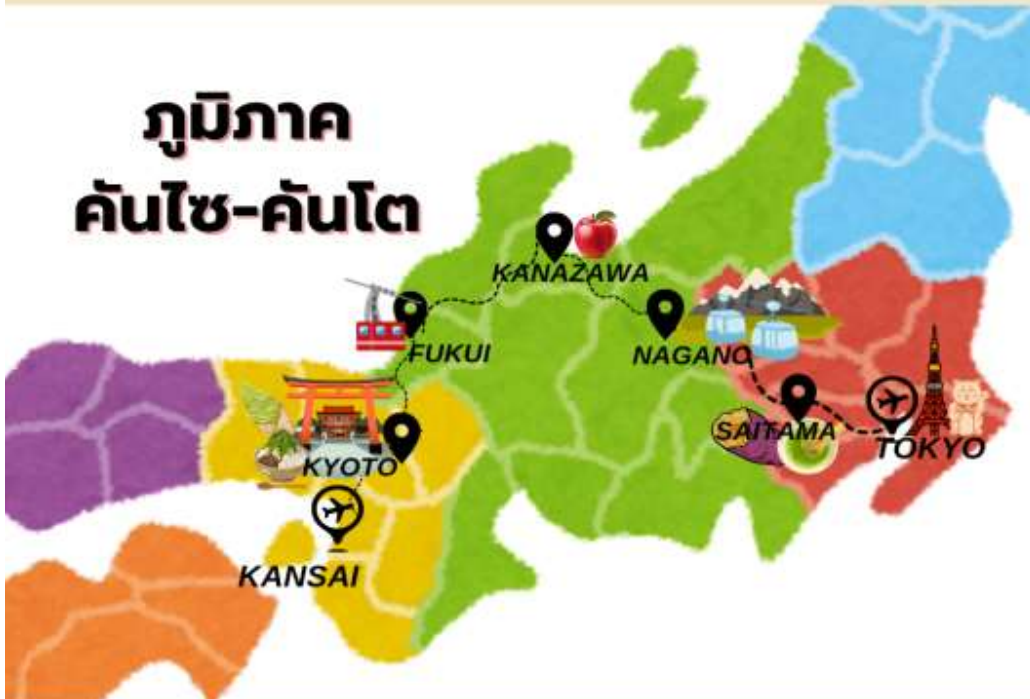 ภูมิภาค
คันไซ-คันโต
KANAZAWA
FUKUI
NAGANO
SAITAMA
TOKYO
KYOTO
KANSAI